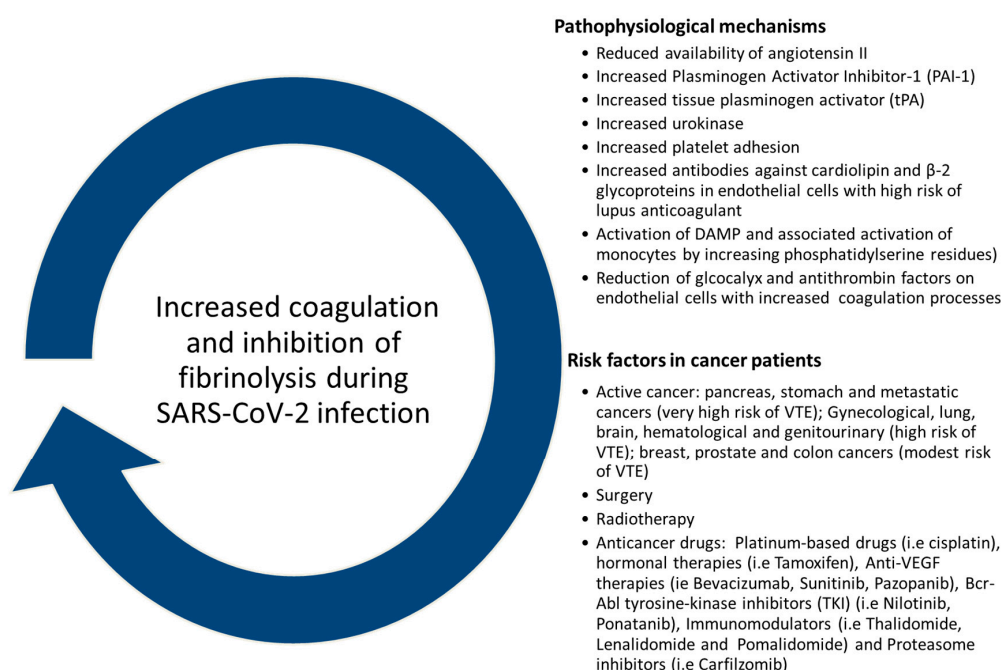 Pathophysiological mechanisms
• Reduced availability of angiotensin II
• Increased Plasminogen Activator Inhibitor-1 (PAI-1)
• Increased tissue plasminogen activator (tPA)
• Increased urokinase
• Increased platelet adhesion
• Increased antibodies against cardiolipin and β-2
glycoproteins in endothelial cells with high risk of
lupus anticoagulant
• Activation of DAMP and associated activation of
monocytes by increasing phosphatidylserine residues)
• Reduction of glcocalyx and antithrombin factors on
endothelial cells with increased coagulation processes
Increased coagulation
and inhibition of
fibrinolysis during
SARS-CoV-2 infection
Risk factors in cancer patients
• Active cancer: pancreas, stomach and metastatic
cancers (very high risk of VTE); Gynecological, lung,
brain, hematological and genitourinary (high risk of
VTE); breast, prostate and colon cancers (modest risk
of VTE)
• Surgery
• Radiotherapy
• Anticancer drugs: Platinum-based drugs (i.e cisplatin),
hormonal therapies (i.e Tamoxifen), Anti-VEGF
therapies (ie Bevacizumab, Sunitinib, Pazopanib), Bcr-
Abl tyrosine-kinase inhibitors (TKI) (i.e Nilotinib,
Ponatanib), Immunomodulators (i.e Thalidomide,
Lenalidomide and Pomalidomide) and Proteasome
inhibitors (i.e Carfilzomib)